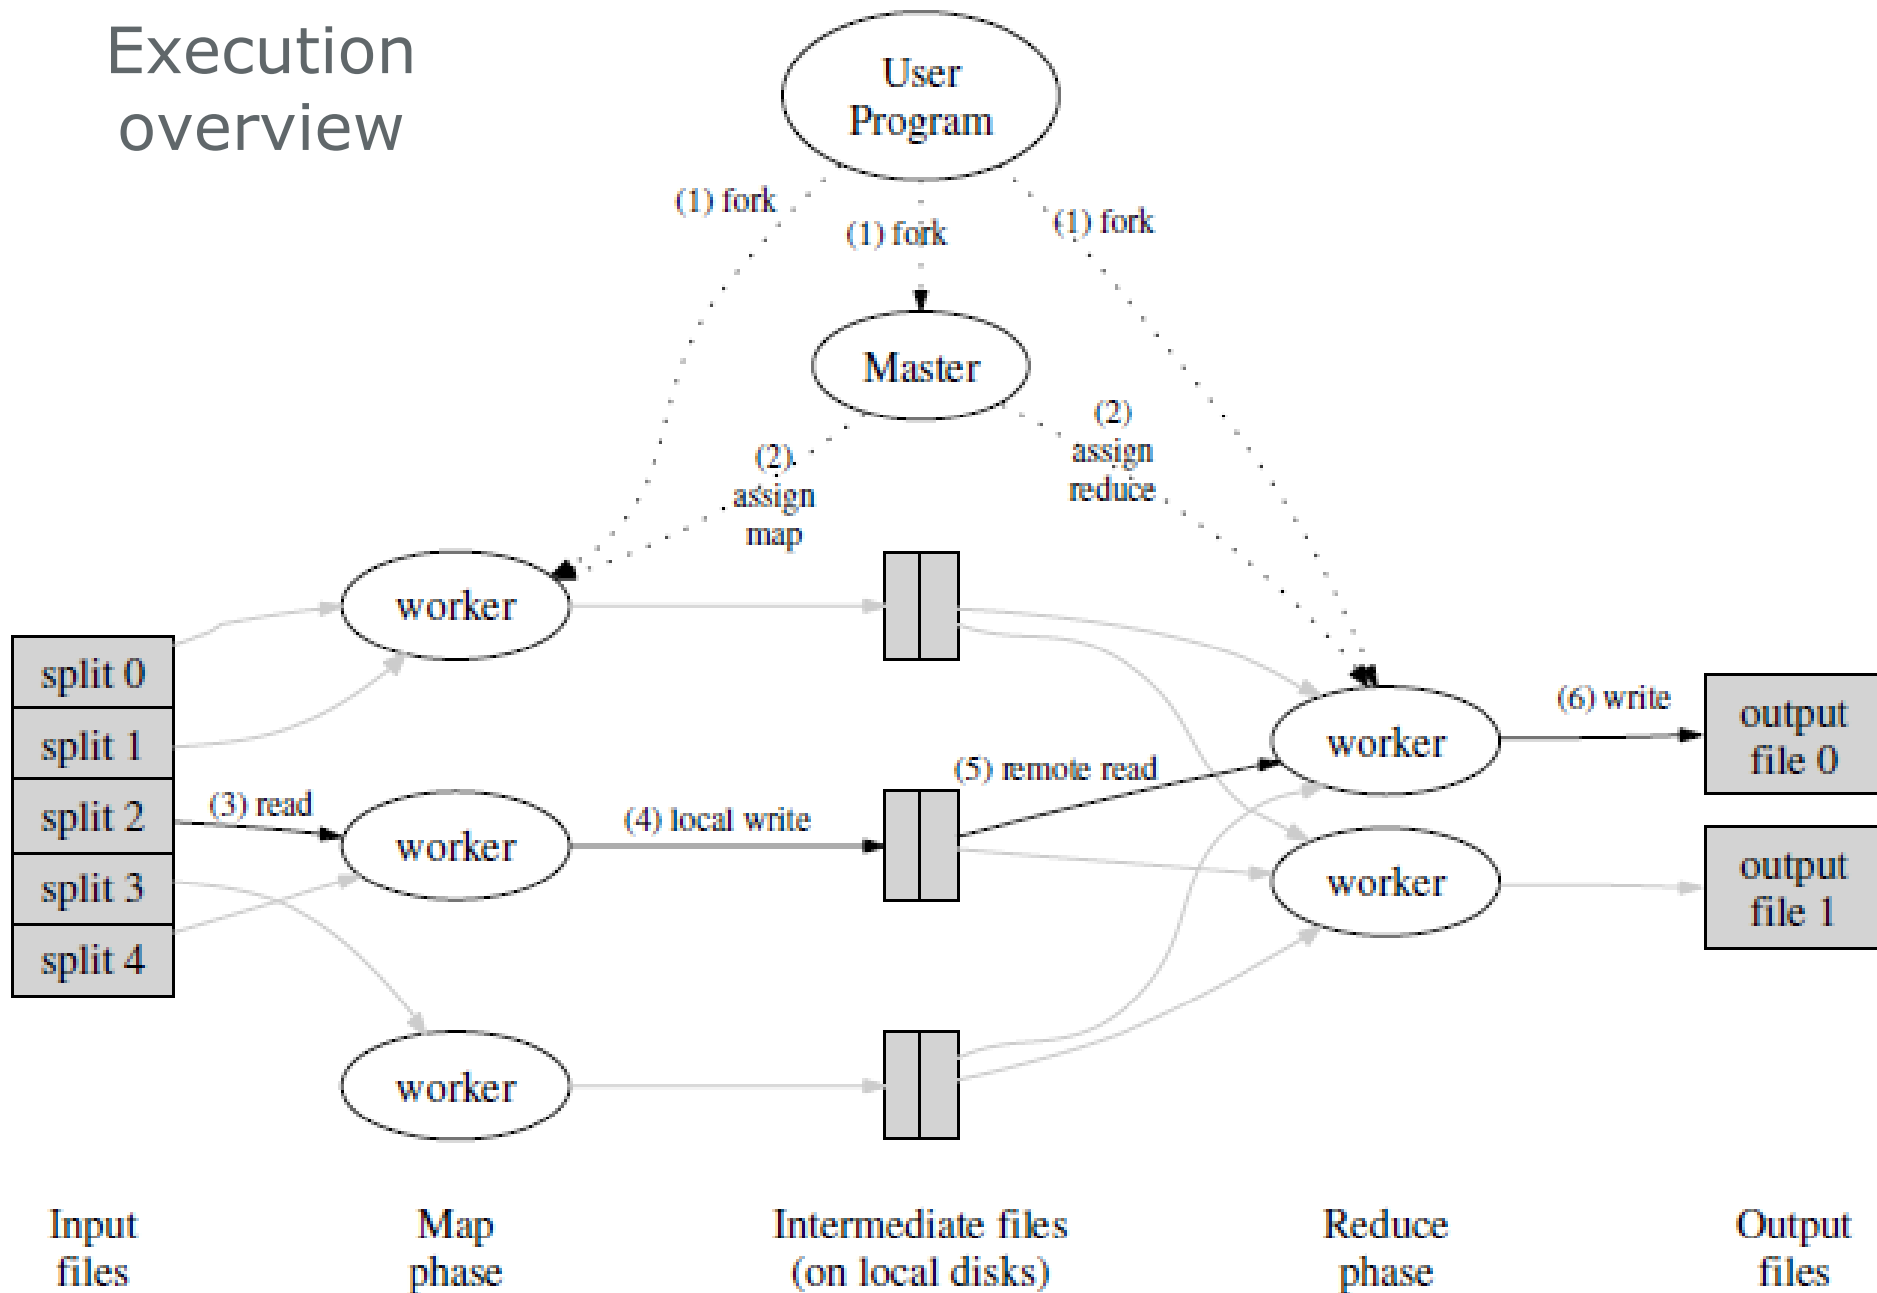 Execution
overview
User
Program
(1) fork
(1) fork
(1) fork
Master
(2)
assign
map
(2)
assign
reduce
worker
split 0
split 1
split 2
split 3
split 4
(3) read
worker
(4) local write
worker
(5) remote read
worker
worker
(6) write
output
file 0
output
file 1
Input
files
Map
phase
Intermediate files
(on local disks)
Reduce
phase
Output
files